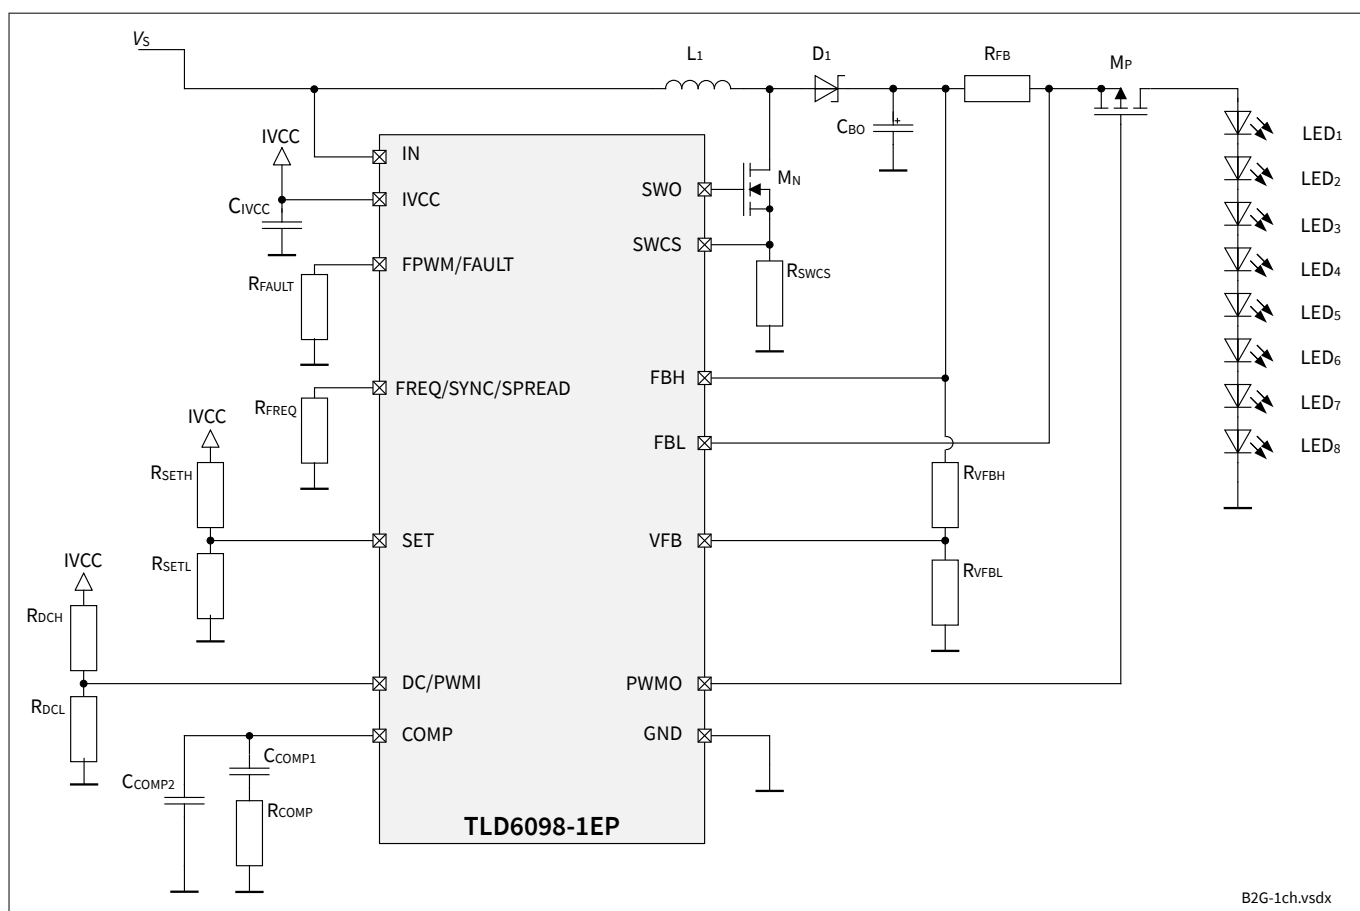 VS
L1
D1
RFB
MP
CBO
LED1
LED2
LED3
LED4
LED5
LED6
LED7
LED8
IVCC
CIVCC
IN
IVCC
FPWM/FAULT
RFAULT
FREQ/SYNC/SPREAD
RFREQ
IVCC
RSETH
RSETL
SET
IVCC
RDCH
RDCL
DC/PWMI
COMP
CCOMP1
CCOMP2
RCOMP
SWO
MN
SWCS
RSWCS
FBH
FBL
RVFBH
VFB
RVFBL
PWMO
GND
TLD6098-1EP
B2G-1ch.vsdx